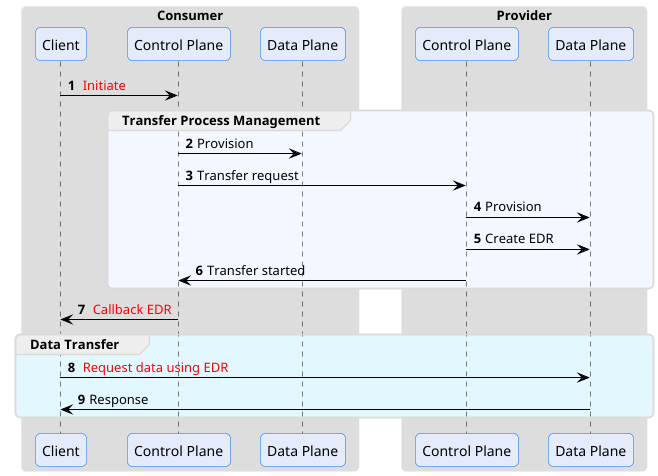 Consumer
Provider
Client
Control Plane
Data Plane
Control Plane
Data Plane
1 Initiate
Transfer Process Management
2 Provision
3 Transfer request
4 Provision
5 Create EDR
6 Transfer started
7 Callback EDR
Data Transfer
8 Request data using EDR
9 Response
Client
Control Plane
Data Plane
Control Plane
Data Plane